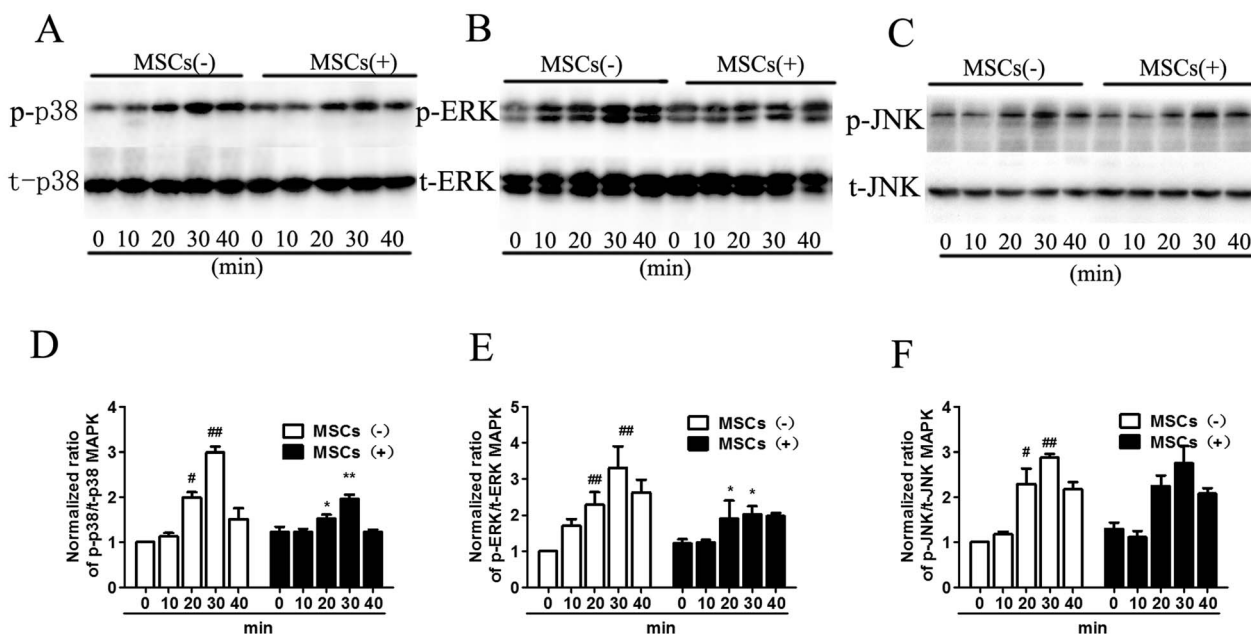 A
MSCs(-) MSCs(+)
p-p38
t-p38
0 10 20 30 40 0 10 20 30 40
(min)
B
MSCs(-) MSCs(+)
p-ERK
t-ERK
0 10 20 30 40 0 10 20 30 40
(min)
C
MSCs(-) MSCs(+)
p-JNK
t-JNK
0 10 20 30 40 0 10 20 30 40
(min)
D
Normalized ratio
of p-p38/t-p38 MAPK
4
3
2
1
0
MSCs (-)
MSCs (+)
# ## * **
0 10 20 30 40 0 10 20 30 40
min
E
Normalized ratio
of p-ERK/t-ERK MAPK
5
4
3
2
1
0
MSCs (-)
MSCs (+)
## ## * *
0 10 20 30 40 0 10 20 30 40
min
F
Normalized ratio
of p-JNK/t-JNK MAPK
4
3
2
1
0
MSCs (-)
MSCs (+)
# ##
0 10 20 30 40 0 10 20 30 40
min